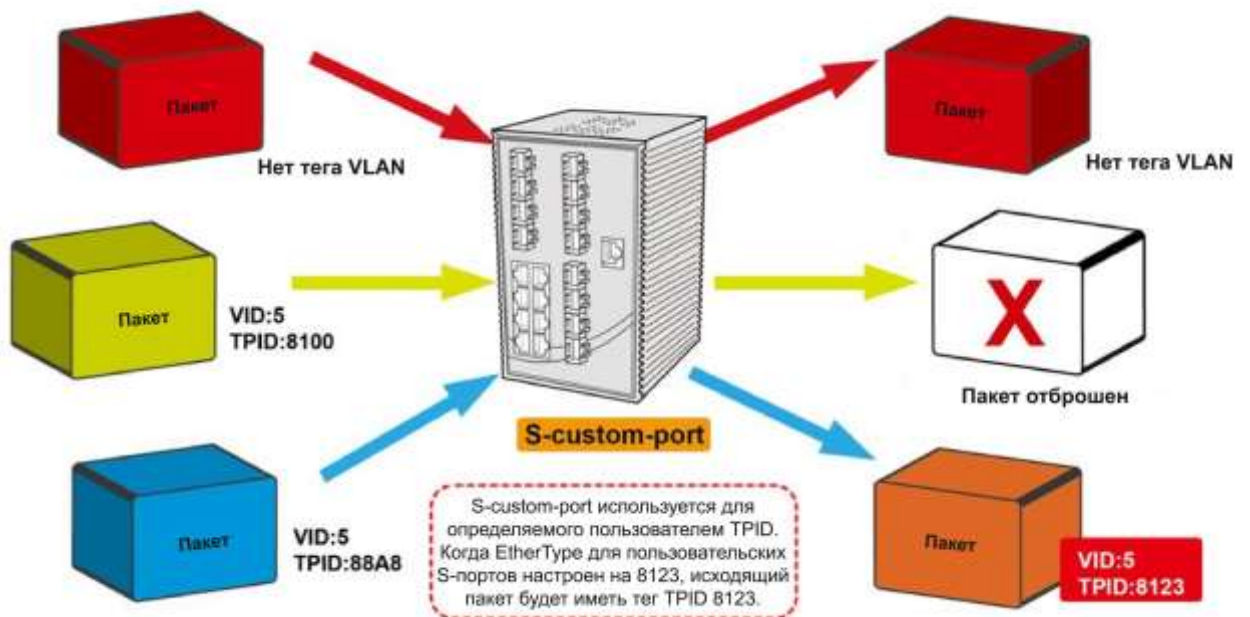 Пакет
Нет тега VLAN
Пакет
Нет тега VLAN
Пакет
VID:5
TPID:8100
X
Пакет отброшен
S-custom-port
Пакет
VID:5
TPID:88A8
S-custom-port используется для
определяемого пользователем TPID.
Когда EtherType для пользовательских
S-портов настроен на 8123, исходящий
пакет будет иметь тег TPID 8123.
Пакет
VID:5
TPID:8123